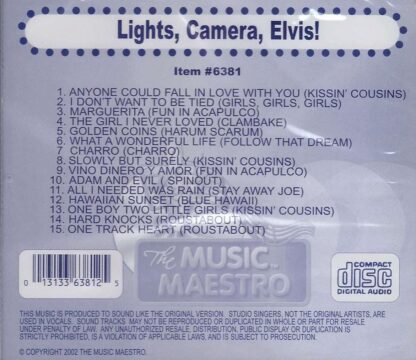 Lights, Camera, Elvis!
Item #6381
1. ANYONE COULD FALL IN LOVE WITH YOU (KISSIN' COUSINS)
2. I DON'T WANT TO BE TIED (GIRLS, GIRLS, GIRLS)
3. MARGUERITA (FUN IN ACAPULCO)
4. THE GIRL I NEVER LOVED (CLAMBAKE)
5. GOLDEN COINS (HARUM SCARUM)
6. WHAT A WONDERFUL LIFE (FOLLOW THAT DREAM)
7 CHARRO (CHARRO)
8. SLOWLY BUT SURELY (KISSIN' COUSINS)
9. VINO DINERO Y AMOR (FUN IN ACAPULCO)
10. ADAM AND EVIL ( SPINOUT)
11. ALL I NEEDED WAS RAIN (STAY AWAY JOE)
12. HAWAIIAN SUNSET (BLUE HAWAII)
13. ONE BOY TWO LITTLE GIRLS (KISSIN' COUSINS)
14. HARD KNOCKS (ROUSTABOUT)
15. ONE TRACK HEART (ROUSTABOUT)
The MUSIC MAESTRO
0 13133 63812 5
COMPACT
disc
DIGITAL AUDIO
THIS MUSIC IS PRODUCED TO SOUND LIKE THE ORIGINAL VERSION. STUDIO SINGERS, NOT THE ORIGINAL ARTISTS, ARE
USED IN VOCALS. SOUND TRACKS MAY NOT BE REPRODUCED OR DUPLICATED IN WHOLE OR PART FOR RESALE
UNDER PENALTY OF LAW. ANY UNAUTHORIZED RESALE, DISTRIBUTION, PUBLIC DISPLAY OR DUPLICATION IS
STRICTLY PROHIBITED. VIOLATION OF APPLICABLE LAWS ARE SUBJECT TO PROSECUTION.
©COPYRIGHT 2002 THE MUSIC MAESTRO.